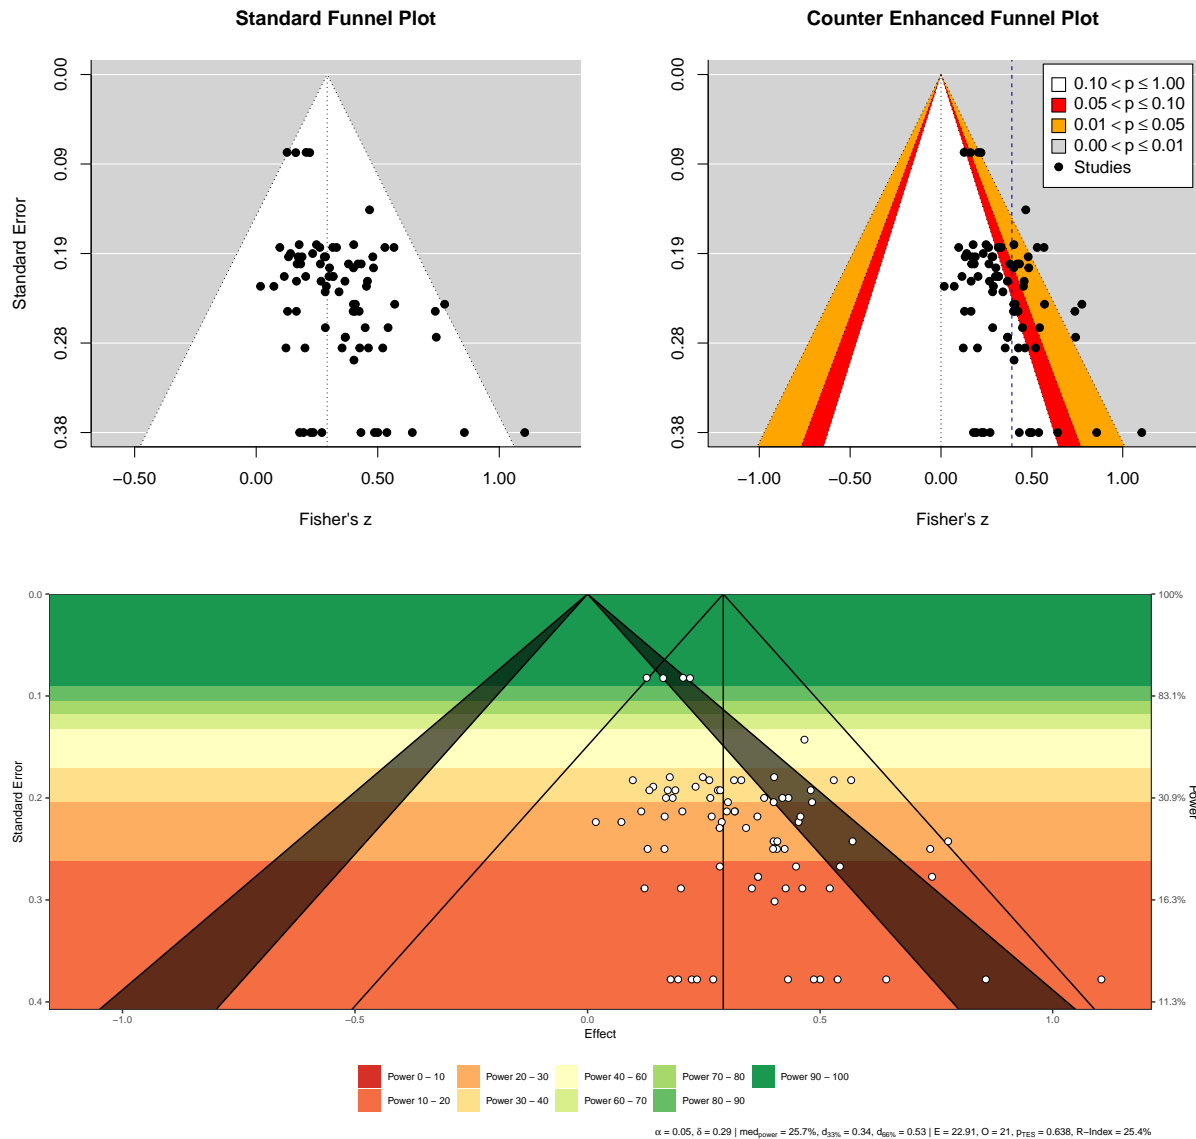 Standard Funnel Plot
Counter Enhanced Funnel Plot
0.00
0.09
0.19
0.28
0.38
Standard Error
−0.50
0.00
0.50
1.00
Fisher's z
0.00
0.09
0.19
0.28
0.38
0.10 < p ≤ 1.00
0.05 < p ≤ 0.10
0.01 < p ≤ 0.05
0.00 < p ≤ 0.01
Studies
−1.00
−0.50
0.00
0.50
1.00
Fisher's z
0.0
0.1
0.2
0.3
0.4
Standard Error
100%
83.1%
30.9%
16.3%
11.3%
Power
−1.0
−0.5
0.0
0.5
1.0
Effect
Power 0 − 10
Power 20 − 30
Power 40 − 60
Power 70 − 80
Power 90 − 100
Power 10 − 20
Power 30 − 40
Power 60 − 70
Power 80 − 90
α = 0.05, δ = 0.29 | med_power = 25.7%, d_33% = 0.34, d_66% = 0.53 | E = 22.91, O = 21, p_TES = 0.638, R−Index = 25.4%